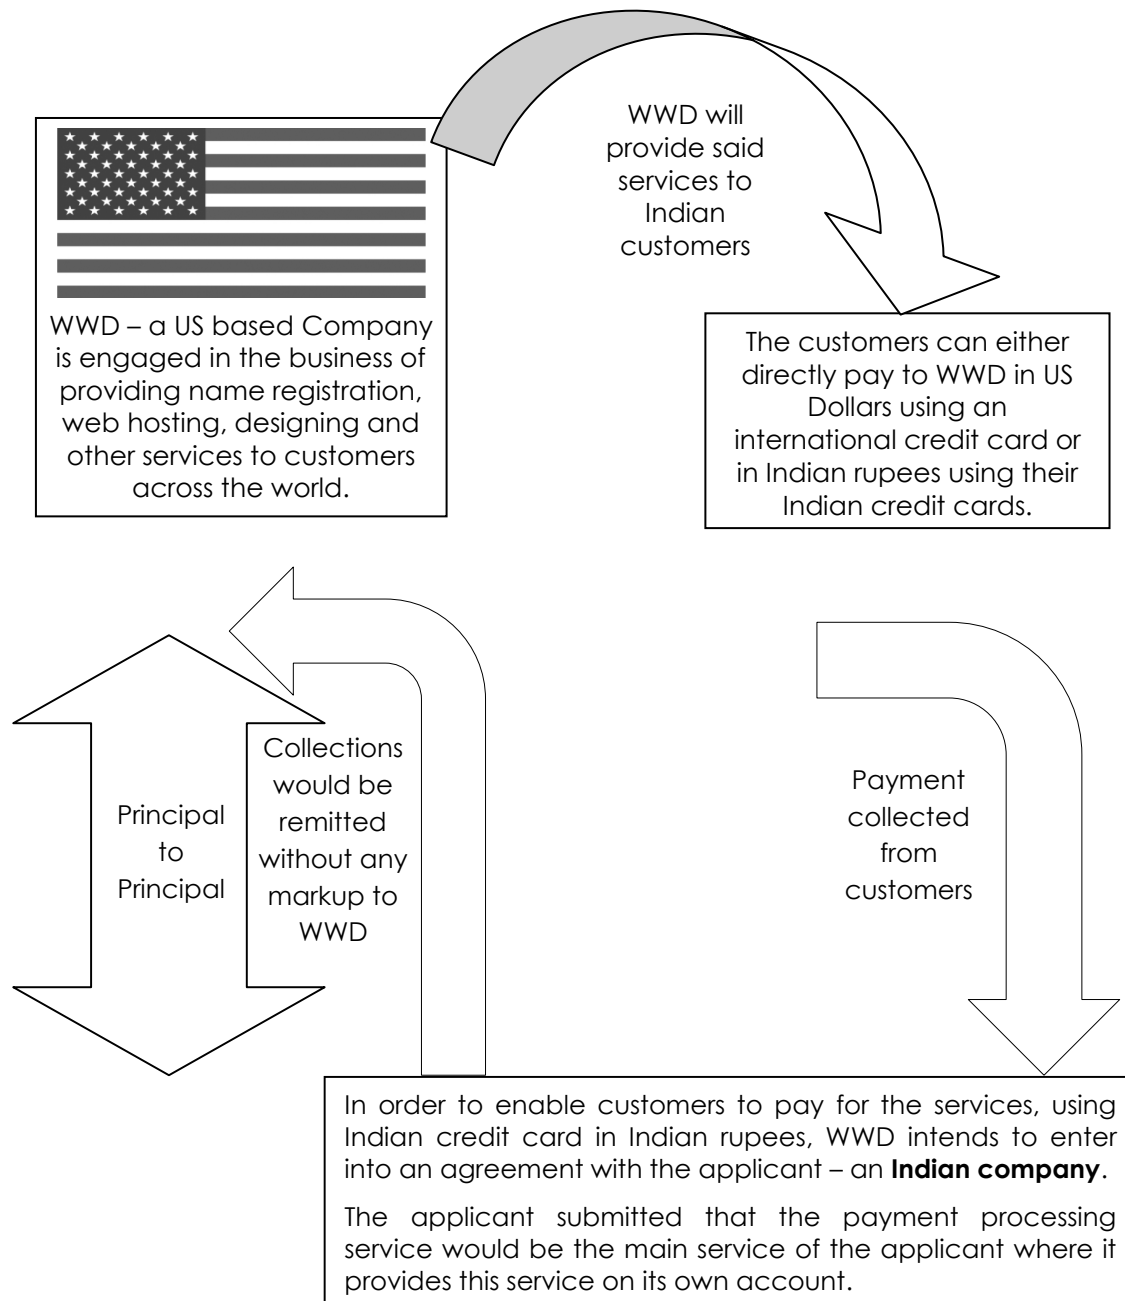 WWD will
provide said
services to
Indian
customers
WWD – a US based Company
is engaged in the business of
providing name registration,
web hosting, designing and
other services to customers
across the world.
The customers can either
directly pay to WWD in US
Dollars using an
international credit card or
in Indian rupees using their
Indian credit cards.
Principal
to
Principal
Collections
would be
remitted
without any
markup to
WWD
Payment
collected
from
customers
In order to enable customers to pay for the services, using
Indian credit card in Indian rupees, WWD intends to enter
into an agreement with the applicant – an Indian company.
The applicant submitted that the payment processing
service would be the main service of the applicant where it
provides this service on its own account.